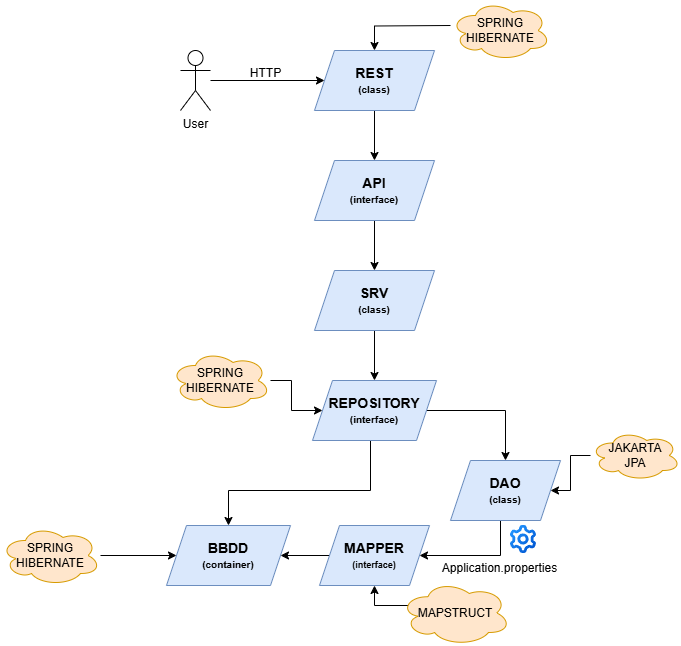 SPRING
HIBERNATE
REST
(class)
HTTP
User
API
(interface)
SRV
(class)
SPRING
HIBERNATE
REPOSITORY
(interface)
JAKARTA
JPA
DAO
(class)
SPRING
HIBERNATE
BBDD
(container)
MAPPER
(interface)
Application.properties
MAPSTRUCT